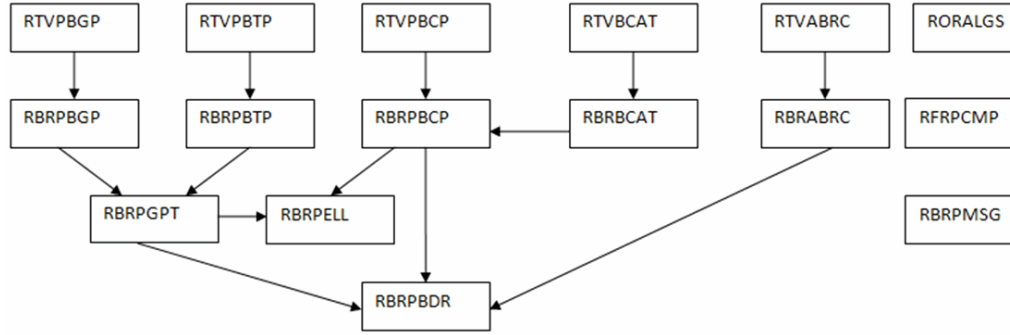 RTVPBGP
RTVPBTP
RTVPBCP
RTVBCAT
RTVABRC
RORALGS
RBRPBGP
RBRPBTP
RBRPBCP
RBRBCAT
RBRABRC
RFRPCMP
RBRPGPT
RBRPELL
RBRPMSG
RBRPBDR